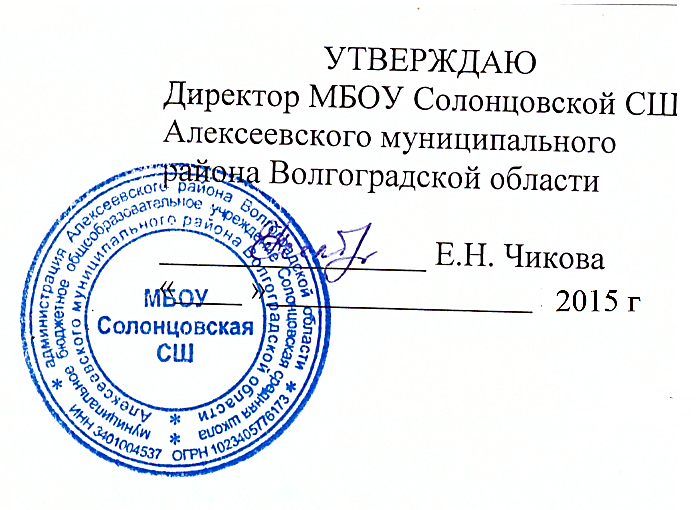 УТВЕРЖДАЮ
Директор МБОУ Солонцовской СШ
Алексеевского муниципального
района Волгоградской области
______________ Е.Н. Чикова
«____ » _______________ 2015 г
администрация Алексеевского района Волгоградской области
муниципальное бюджетное общеобразовательное учреждение Солонцовская средняя школа
Алексеевского муниципального района Волгоградской области
ИНН 3401004537 ОГРН 1023405776173
МБОУ
Солонцовская
СШ